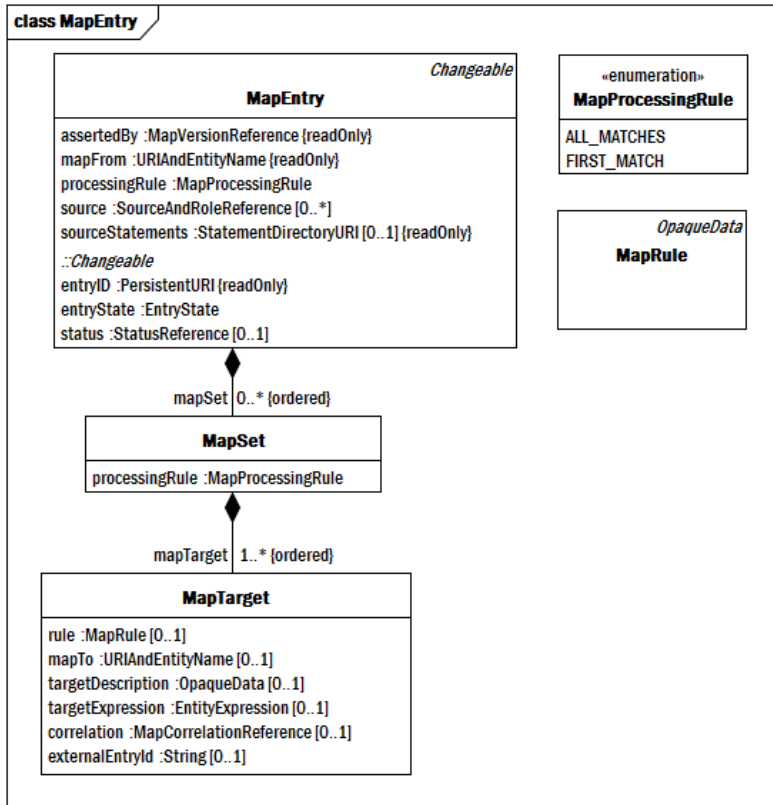 class MapEntry
Changeable
MapEntry
assertedBy :MapVersionReference {readOnly}
mapFrom :URIAndEntityName {readOnly}
processingRule :MapProcessingRule
source :SourceAndRoleReference [0..*]
sourceStatements :StatementDirectoryURI [0..1] {readOnly}
::Changeable
entryID :PersistentURI {readOnly}
entryState :EntryState
status :StatusReference [0..1]
«enumeration»
MapProcessingRule
ALL_MATCHES
FIRST_MATCH
OpaqueData
MapRule
mapSet 0..* {ordered}
MapSet
processingRule :MapProcessingRule
mapTarget 1..* {ordered}
MapTarget
rule :MapRule [0..1]
mapTo :URIAndEntityName [0..1]
targetDescription :OpaqueData [0..1]
targetExpression :EntityExpression [0..1]
correlation :MapCorrelationReference [0..1]
externalEntryId :String [0..1]